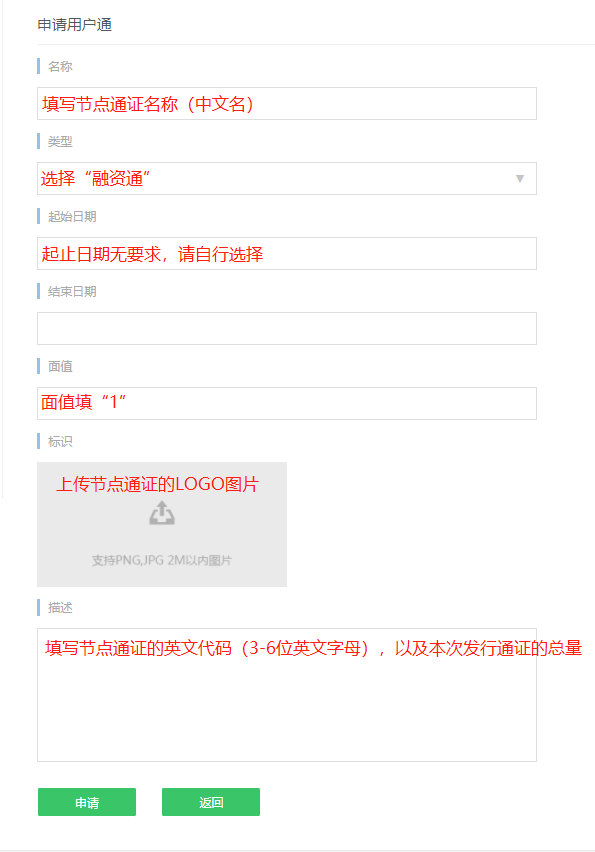 申请用户通
名称
填写节点通证名称（中文名）
类型
选择“融资通”
起始日期
起止日期无要求，请自行选择
结束日期
面值
面值填“1”
标识
上传节点通证的LOGO图片
支持PNG,JPG 2M以内图片
描述
填写节点通证的英文代码（3-6位英文字母），以及本次发行通证的总量
申请 返回